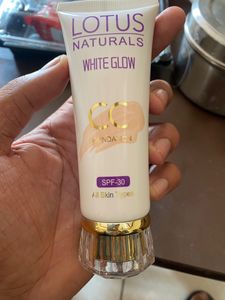 LOTUS
NATURALS
WHITE GLOW
CC
SPF-30
All Skin Types